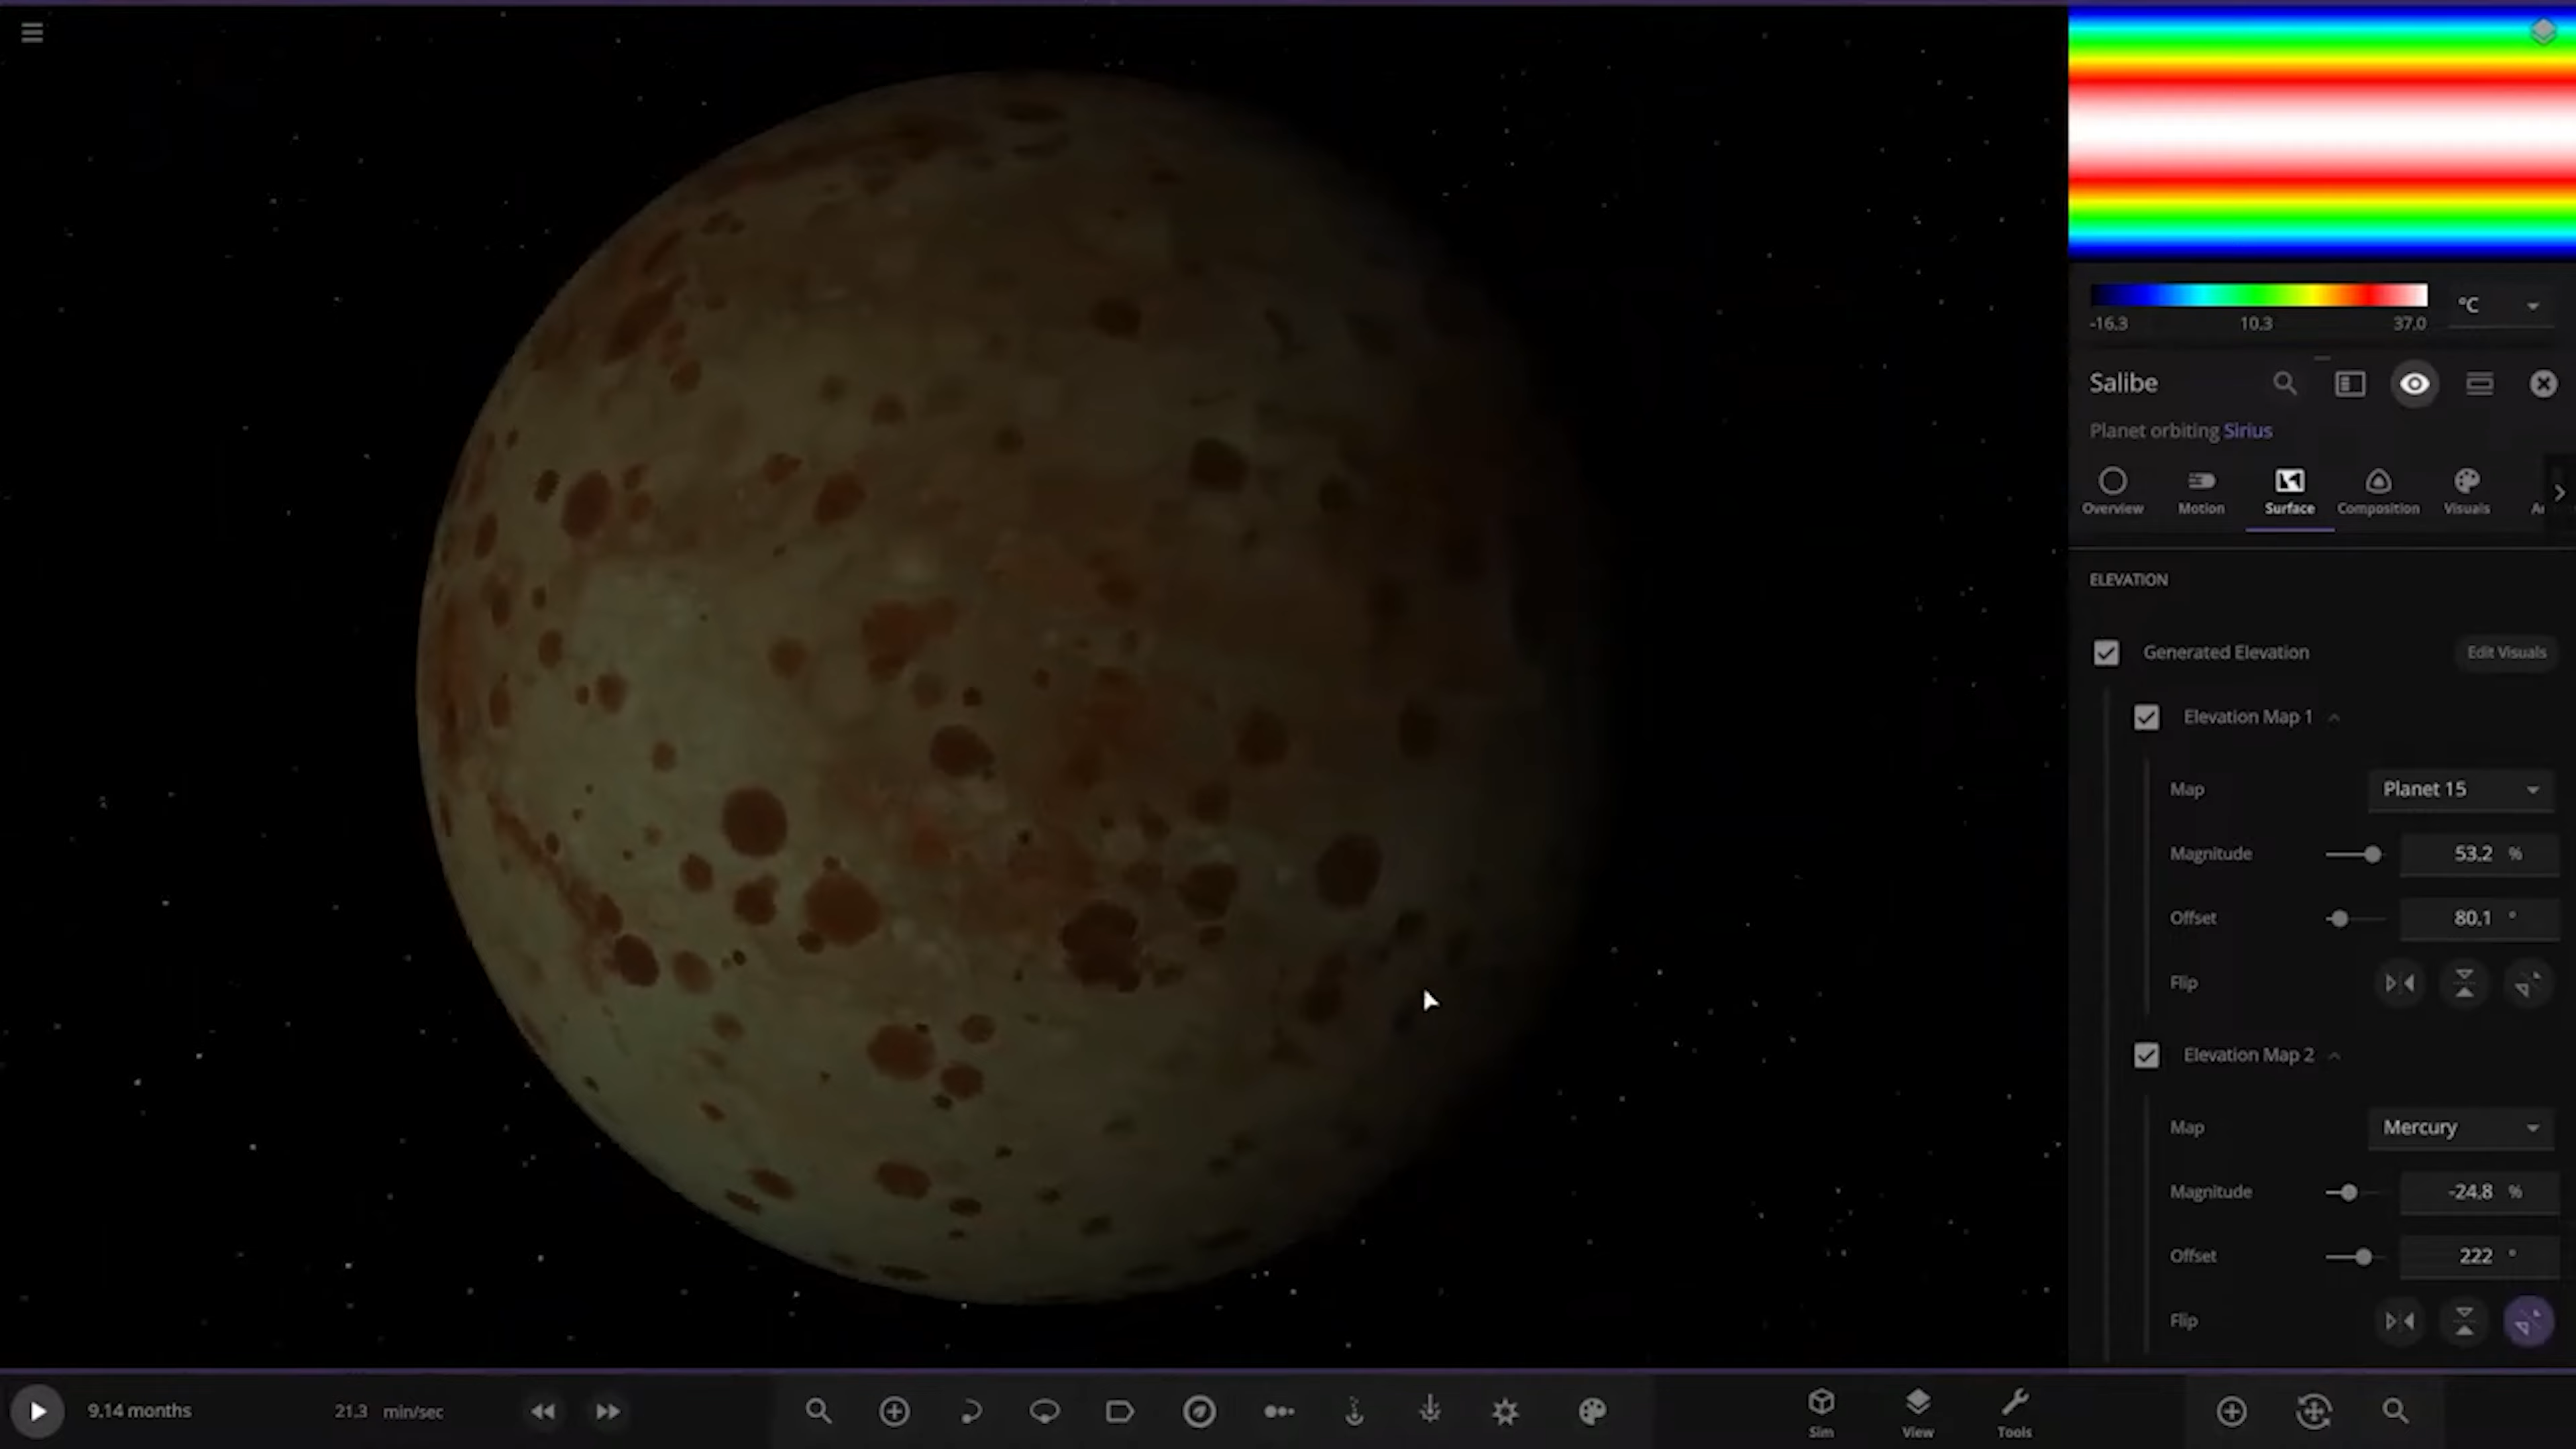 °C
-16.3 10.3 37.0
Salibe
Planet orbiting Sirius
Overview Motion Surface Composition Visuals
ELEVATION
Generated Elevation Edit Visuals
Elevation Map 1
Map Planet 15
Magnitude 53.2 %
Offset 80.1 °
Flip
Elevation Map 2
Map Mercury
Magnitude -24.8 %
Offset 222 °
Flip
9.14 months 21.3 min/sec
Sim View Tools